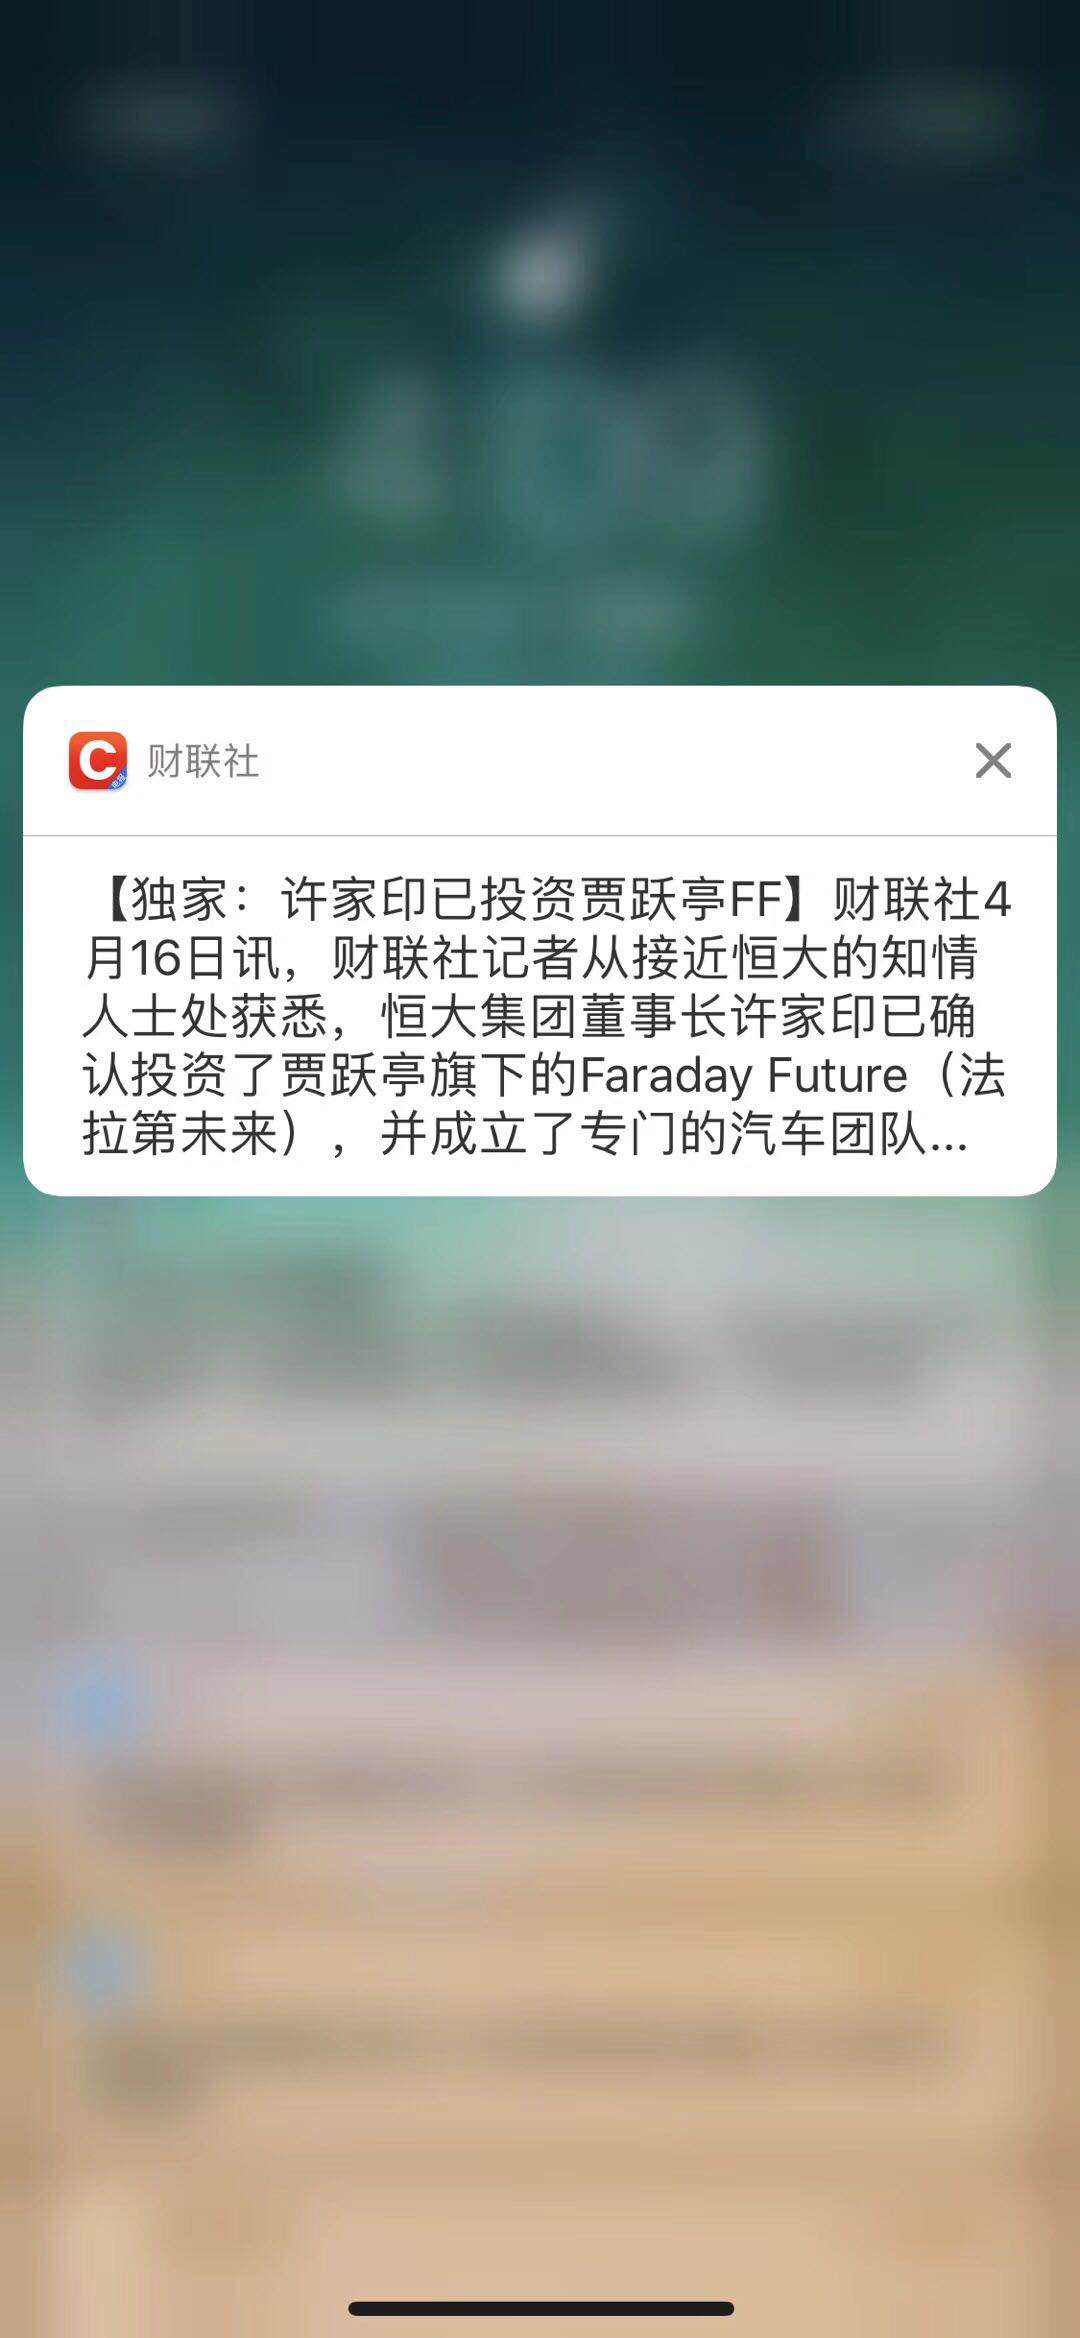 财联社
【独家：许家印已投资贾跃亭FF】财联社4
月16日讯，财联社记者从接近恒大的知情
人士处获悉，恒大集团董事长许家印已确
认投资了贾跃亭旗下的Faraday Future（法
拉第未来），并成立了专门的汽车团队...